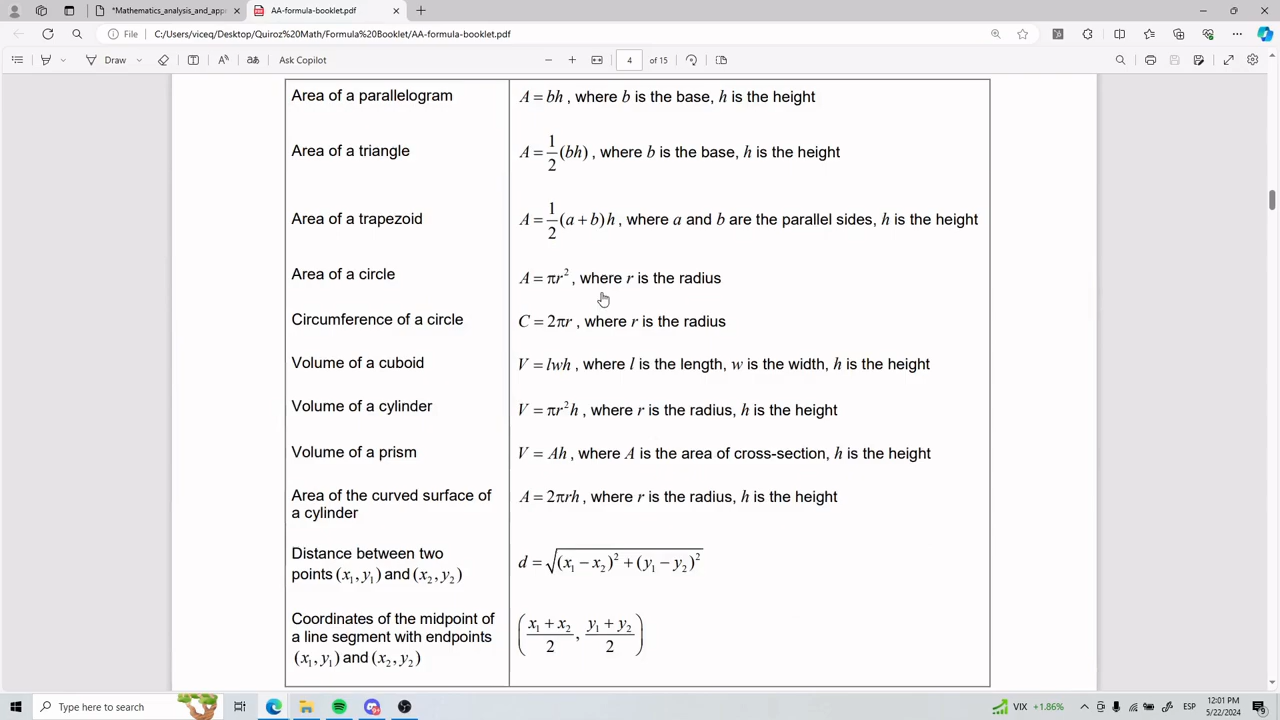 *Mathematics_analysis_and_app
AA-formula-booklet.pdf
File
C:/Users/viceq/Desktop/Quiroz%20Math/Formula%20Booklet/AA-formula-booklet.pdf
Draw
Ask Copilot
4 of 15
Area of a parallelogram
A = bh, where b is the base, h is the height
Area of a triangle
A = 1/2 (bh), where b is the base, h is the height
Area of a trapezoid
A = 1/2 (a + b)h, where a and b are the parallel sides, h is the height
Area of a circle
A = πr², where r is the radius
Circumference of a circle
C = 2πr, where r is the radius
Volume of a cuboid
V = lwh, where l is the length, w is the width, h is the height
Volume of a cylinder
V = πr²h, where r is the radius, h is the height
Volume of a prism
V = Ah, where A is the area of cross-section, h is the height
Area of the curved surface of
a cylinder
A = 2πrh, where r is the radius, h is the height
Distance between two
points (x₁, y₁) and (x₂, y₂)
d = √((x₁ − x₂)² + (y₁ − y₂)²)
Coordinates of the midpoint of
a line segment with endpoints
(x₁, y₁) and (x₂, y₂)
((x₁ + x₂)/2, (y₁ + y₂)/2)
Type here to search
VIX +1.86%
ESP
12:01 PM
5/22/2024